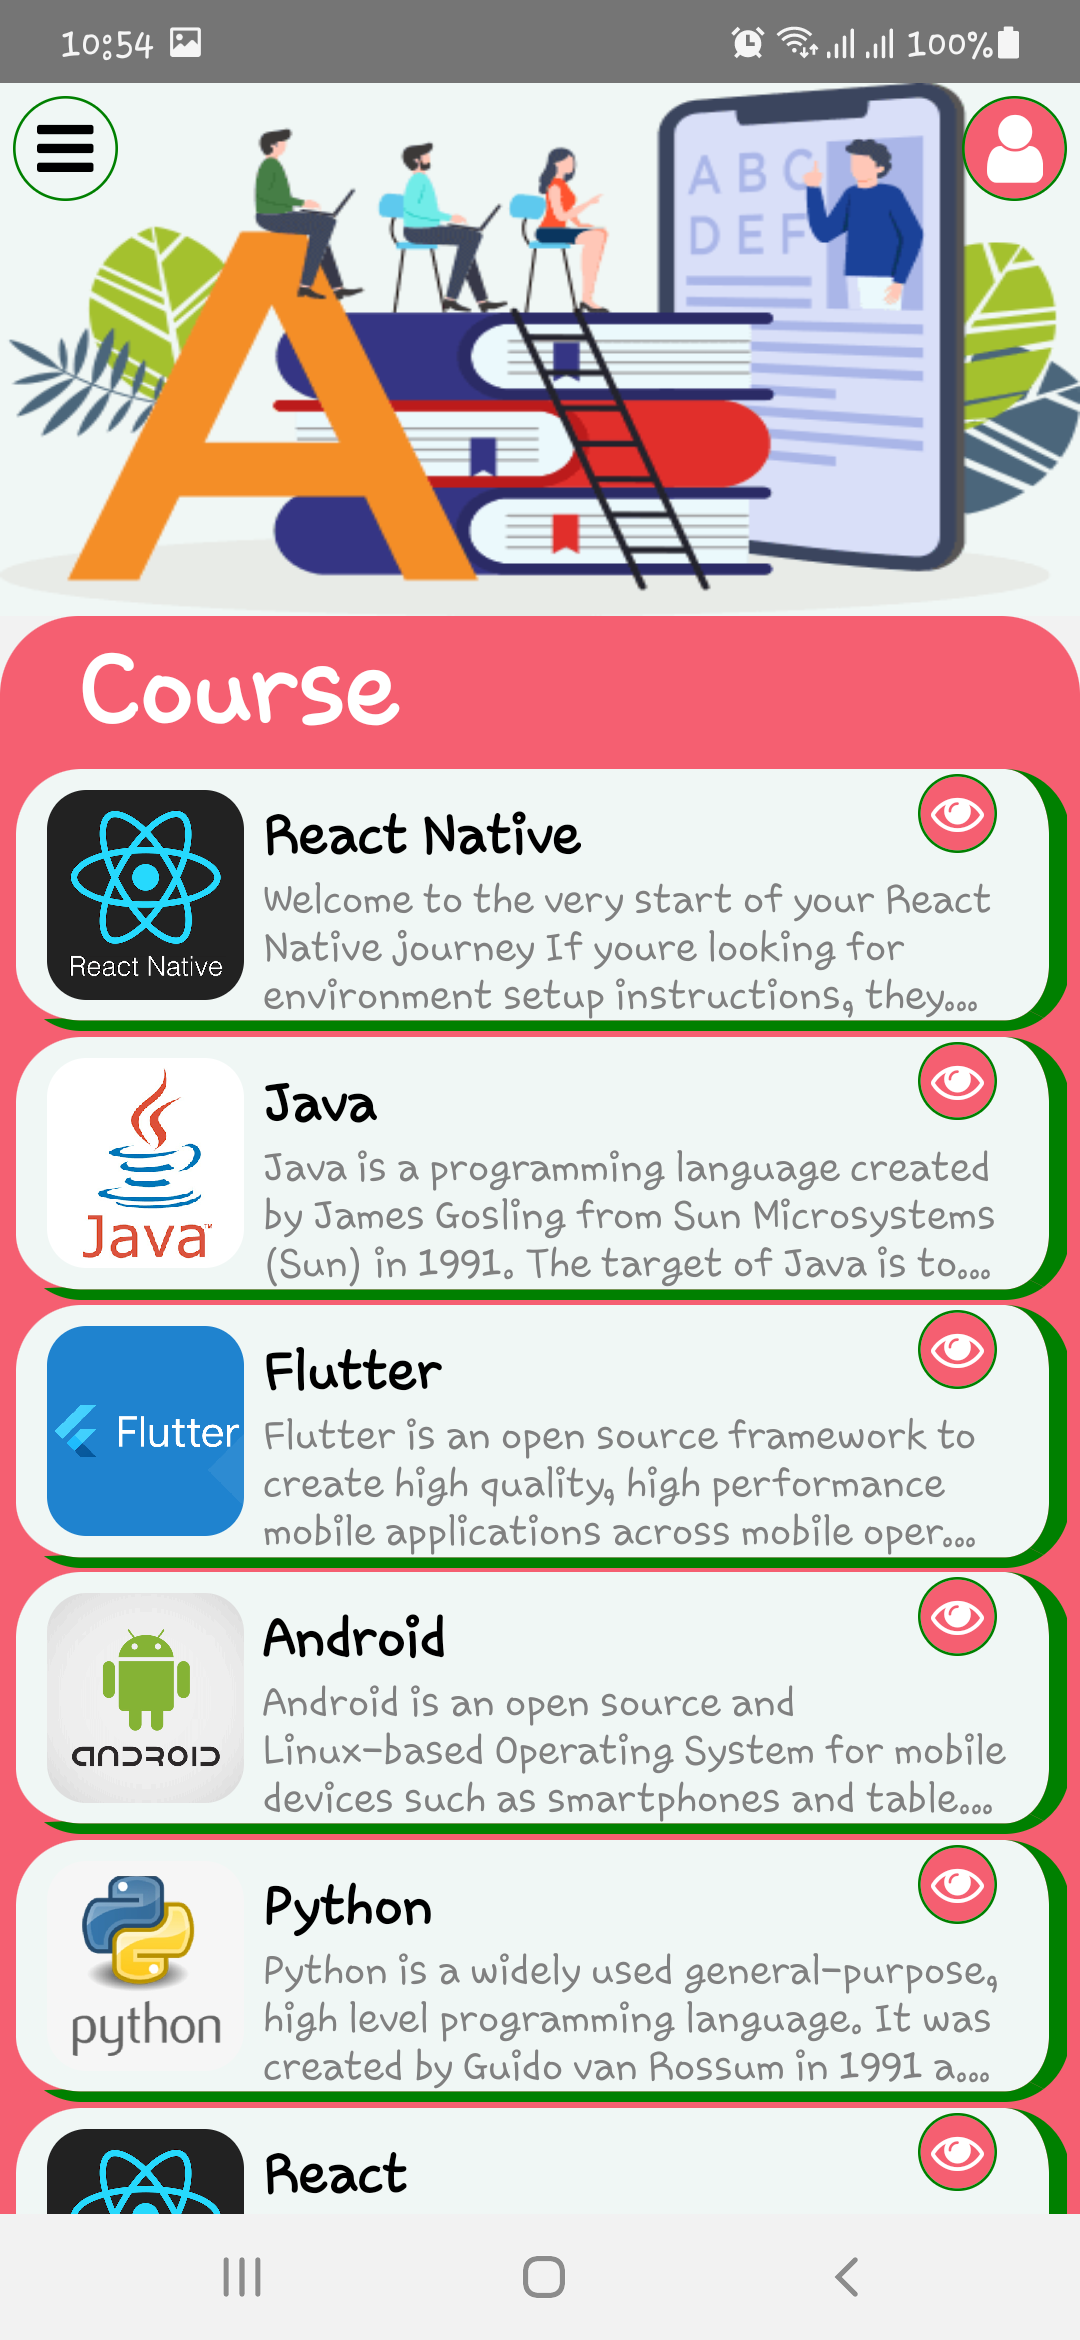 10:54
100%
A B C
D E F
A
Course
React Native
React Native
Welcome to the very start of your React
Native journey If youre looking for
environment setup instructions, they...
Java™
Java
Java is a programming language created
by James Gosling from Sun Microsystems
(Sun) in 1991. The target of Java is to....
Flutter
Flutter
Flutter is an open source framework to
create high quality, high performance
mobile applications across mobile oper...
ANDROID
Android
Android is an open source and
Linux-based Operating System for mobile
devices such as smartphones and table....
python
Python
Python is a widely used general-purpose,
high level programming language. It was
created by Guido van Rossum in 1991 a....
React